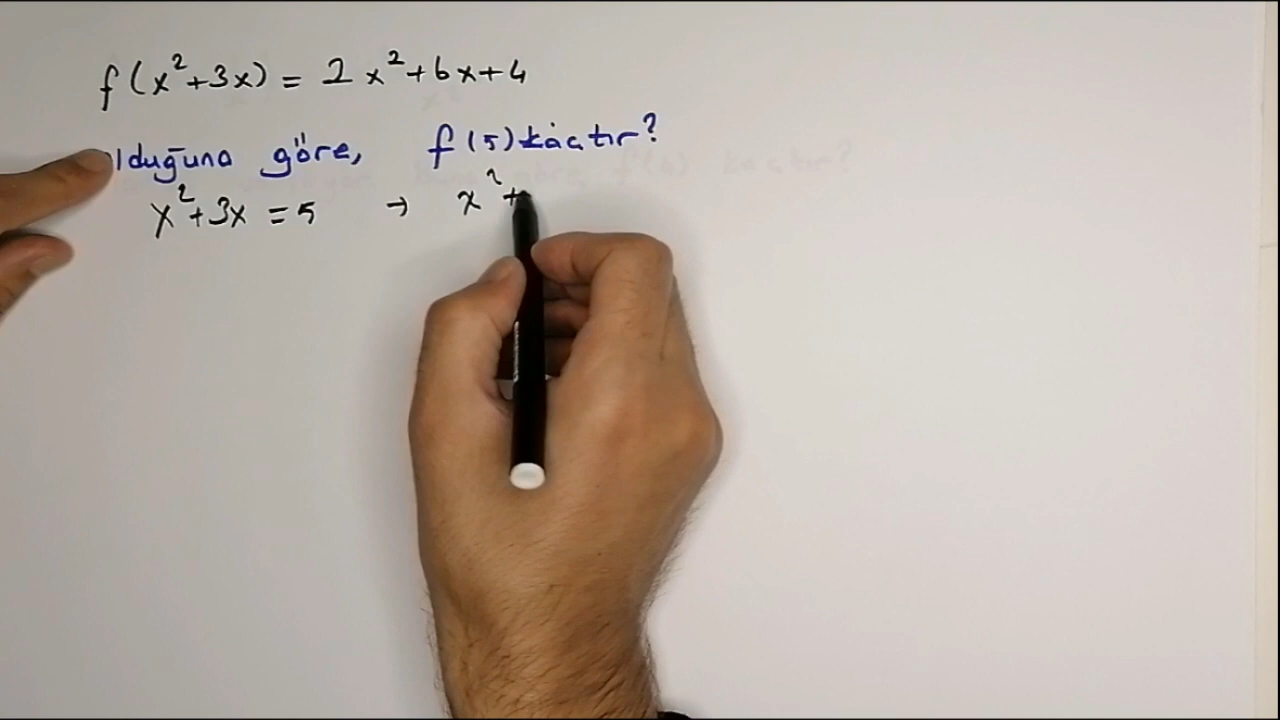 f(x²+3x) = 2x²+6x+4
olduğuna göre, f(5) kaçtır?
x²+3x = 5 → x²+